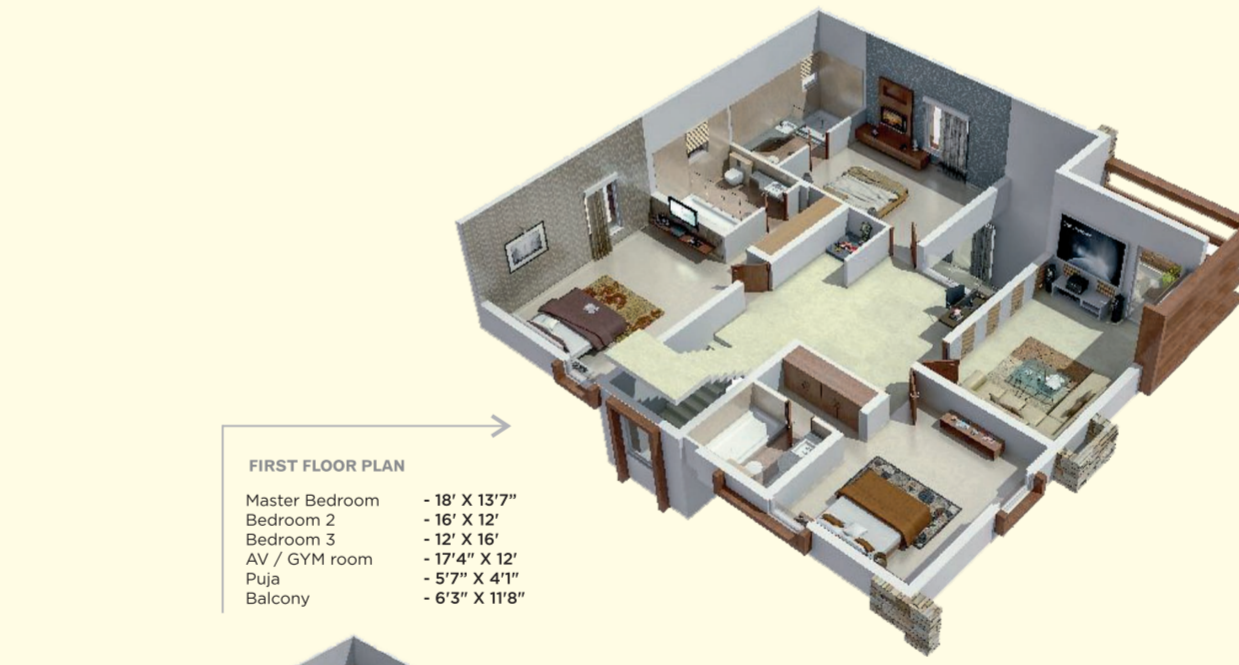 FIRST FLOOR PLAN
Master Bedroom - 18' X 13'7”
Bedroom 2 - 16' X 12'
Bedroom 3 - 12' X 16'
AV / GYM room - 17'4" X 12'
Puja - 5'7” X 4'1"
Balcony - 6'3" X 11'8"